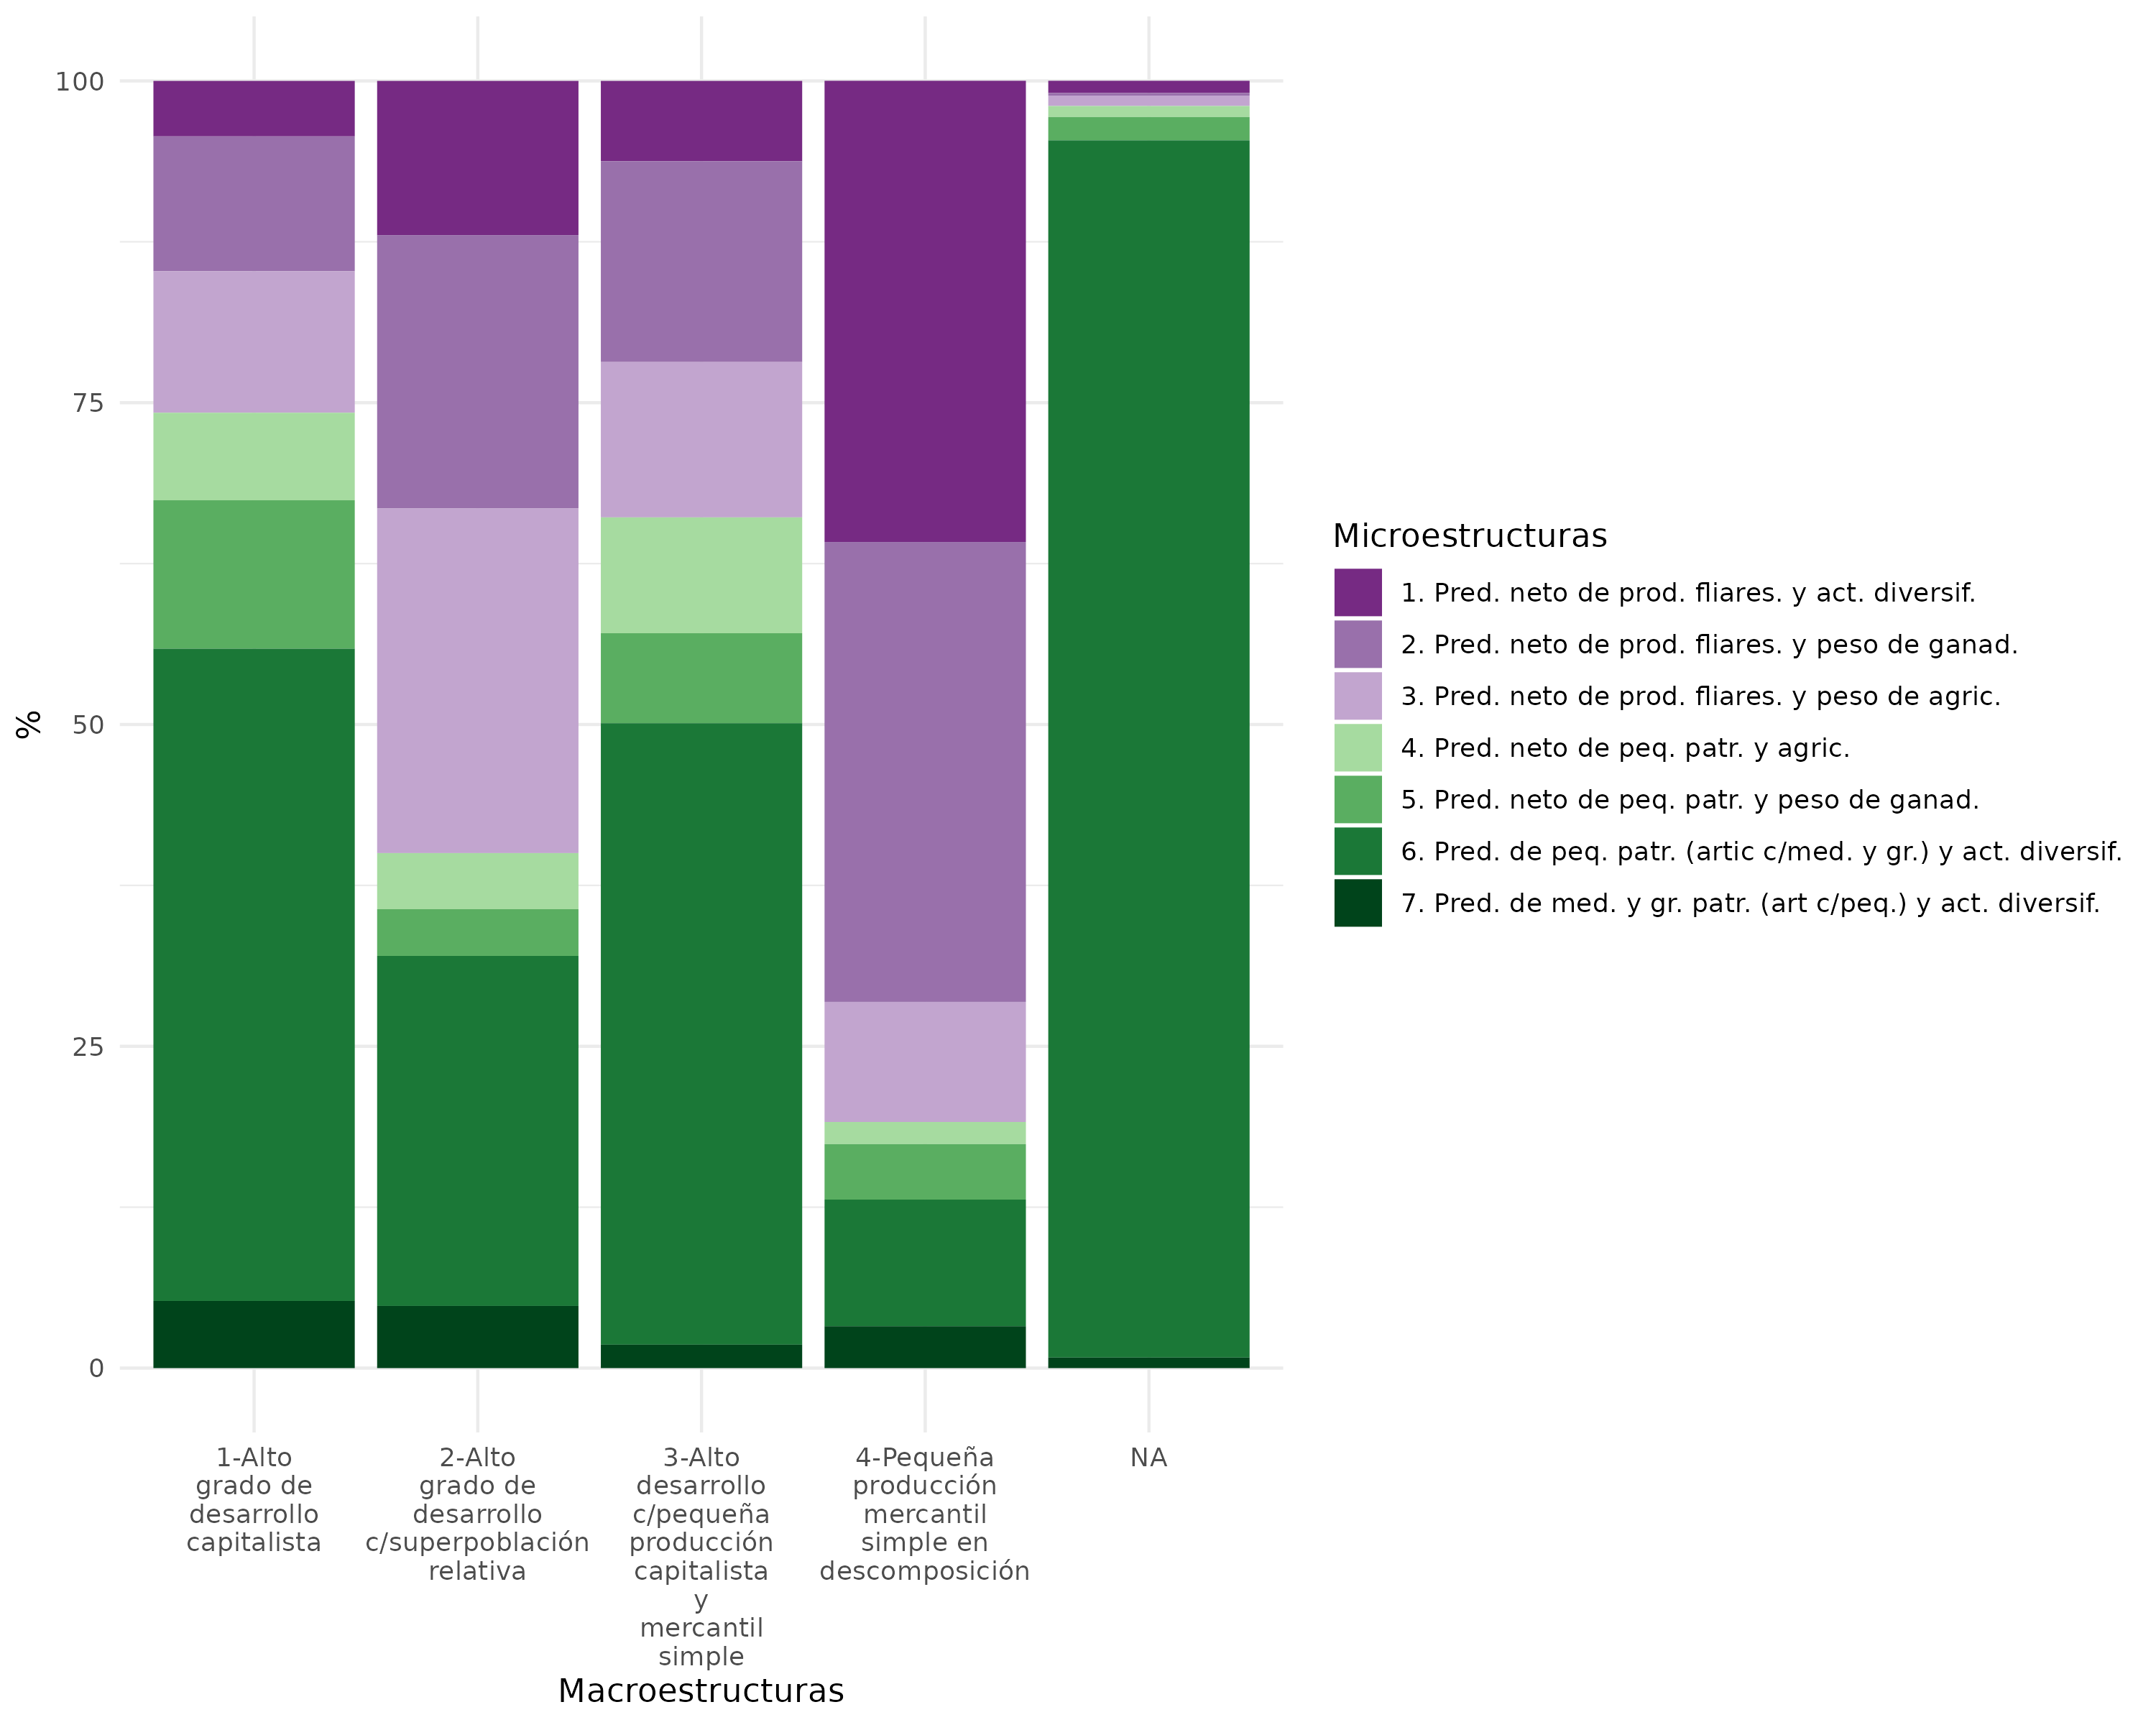 100
75
50
25
0
%
1-Alto
grado de
desarrollo
capitalista
2-Alto
grado de
desarrollo
c/superpoblación
relativa
3-Alto
desarrollo
c/pequeña
producción
capitalista
y
mercantil
simple
4-Pequeña
producción
mercantil
simple en
descomposición
NA
Macroestructuras
Microestructuras
1. Pred. neto de prod. fliares. y act. diversif.
2. Pred. neto de prod. fliares. y peso de ganad.
3. Pred. neto de prod. fliares. y peso de agric.
4. Pred. neto de peq. patr. y agric.
5. Pred. neto de peq. patr. y peso de ganad.
6. Pred. de peq. patr. (artic c/med. y gr.) y act. diversif.
7. Pred. de med. y gr. patr. (art c/peq.) y act. diversif.